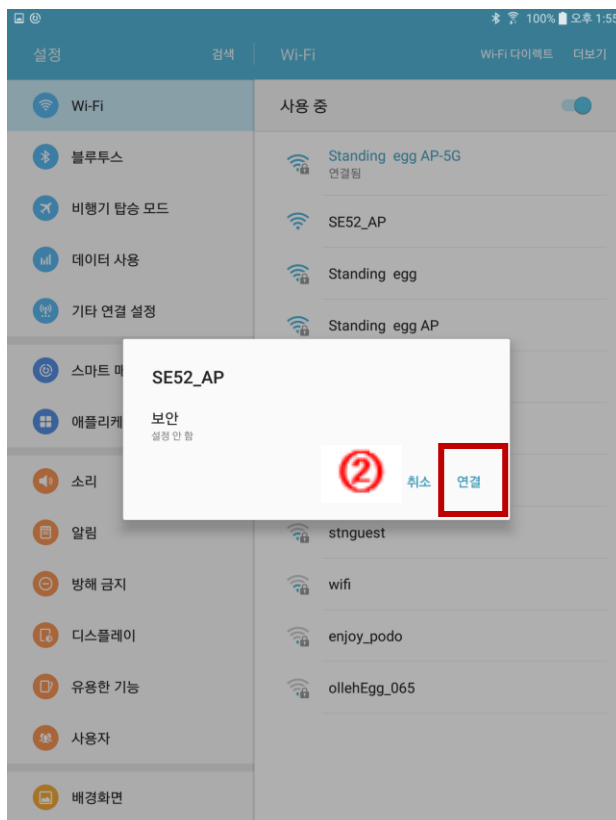 100% 오후 1:55
설정 검색 Wi-Fi Wi-Fi 다이렉트 더보기
Wi-Fi
블루투스
비행기 탑승 모드
데이터 사용
기타 연결 설정
스마트 매
애플리케
소리
알림
방해 금지
디스플레이
유용한 기능
사용자
배경화면
사용 중
Standing egg AP-5G
연결됨
SE52_AP
Standing egg
Standing egg AP
SE52_AP
보안
설정 안 함
② 취소 연결
stnguest
wifi
enjoy_podo
ollehEgg_065